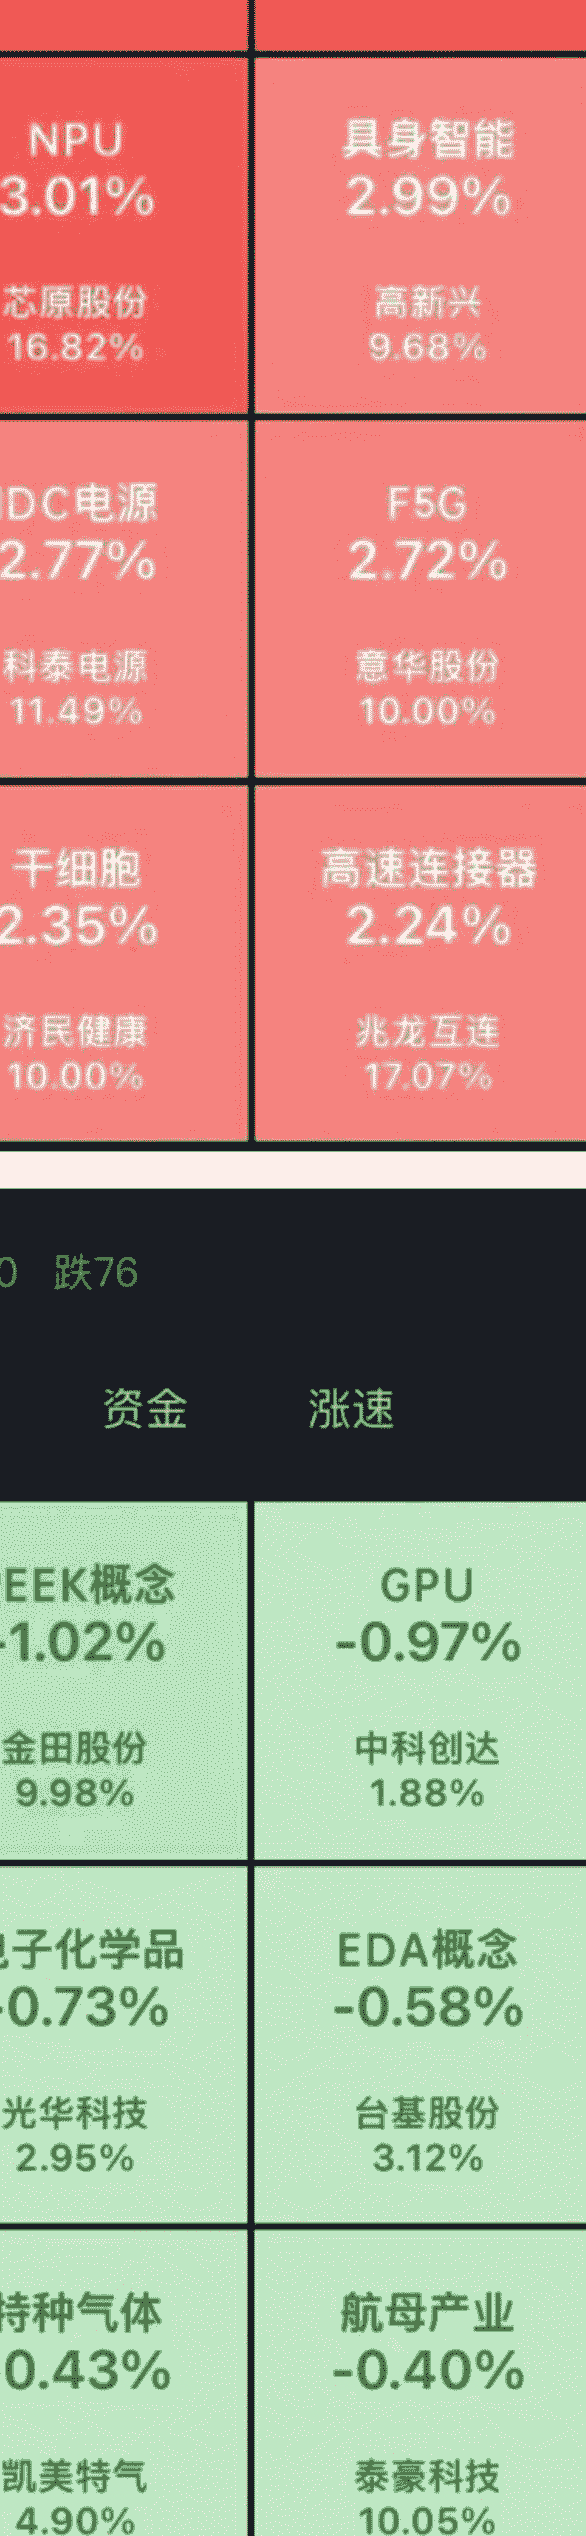 NPU 具身智能
3.01% 2.99%
芯原股份 高新兴
16.82% 9.68%
DC电源 F5G
2.77% 2.72%
科泰电源 意华股份
11.49% 10.00%
干细胞 高速连接器
2.35% 2.24%
济民健康 兆龙互连
10.00% 17.07%
0 跌76
资金 涨速
EEK概念 GPU
-1.02% -0.97%
金田股份 中科创达
9.98% 1.88%
子化学品 EDA概念
-0.73% -0.58%
光华科技 台基股份
2.95% 3.12%
特种气体 航母产业
0.43% -0.40%
凯美特气 泰豪科技
4.90% 10.05%